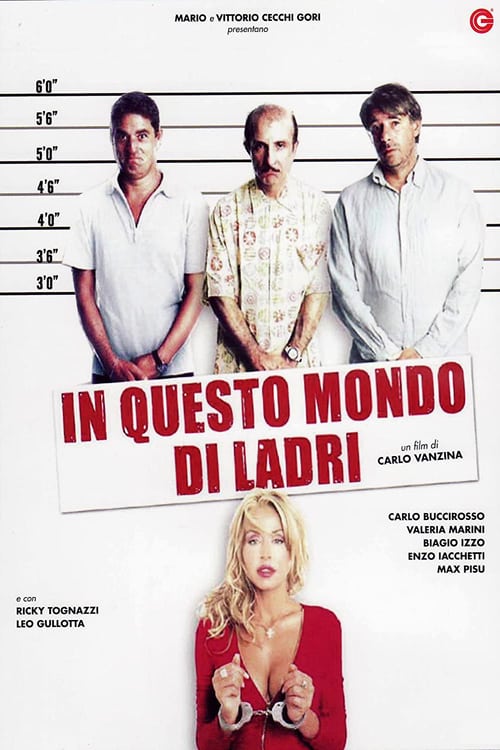 MARIO e VITTORIO CECCHI GORI
presentano
6'0"
5'6"
5'0"
4'6"
4'0"
3'6"
3'0"
IN QUESTO MONDO
DI LADRI
un film di
CARLO VANZINA
CARLO BUCCIROSSO
VALERIA MARINI
BIAGIO IZZO
ENZO IACCHETTI
MAX PISU
e con
RICKY TOGNAZZI
LEO GULLOTTA